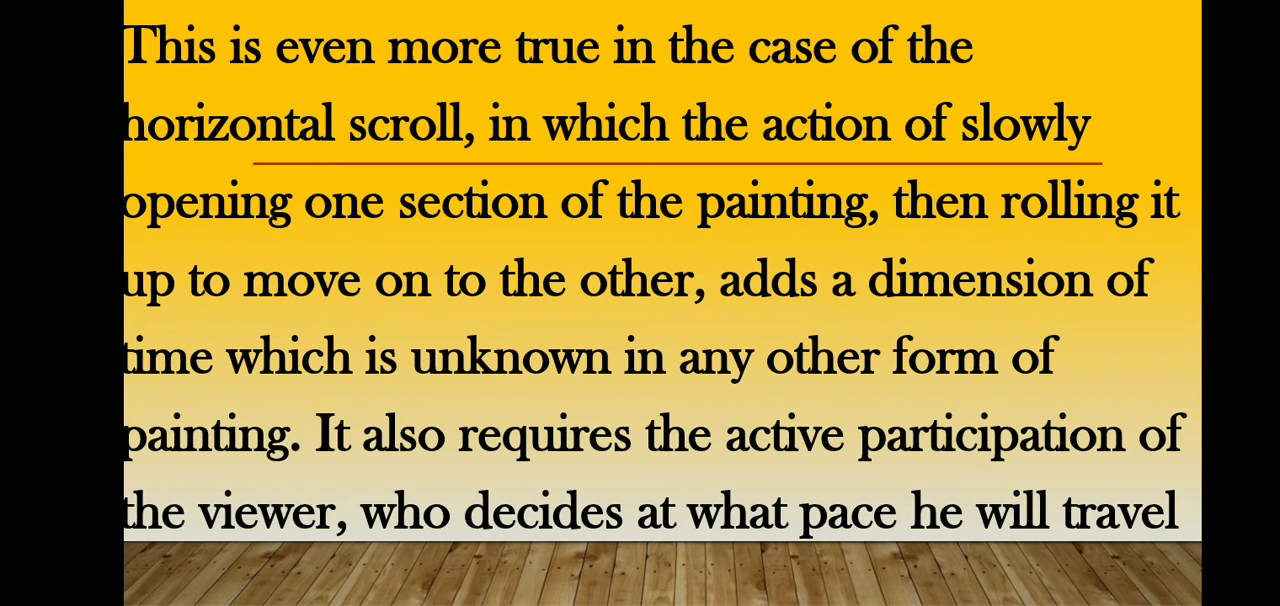 This is even more true in the case of the
horizontal scroll, in which the action of slowly
opening one section of the painting, then rolling it
up to move on to the other, adds a dimension of
time which is unknown in any other form of
painting. It also requires the active participation of
the viewer, who decides at what pace he will travel